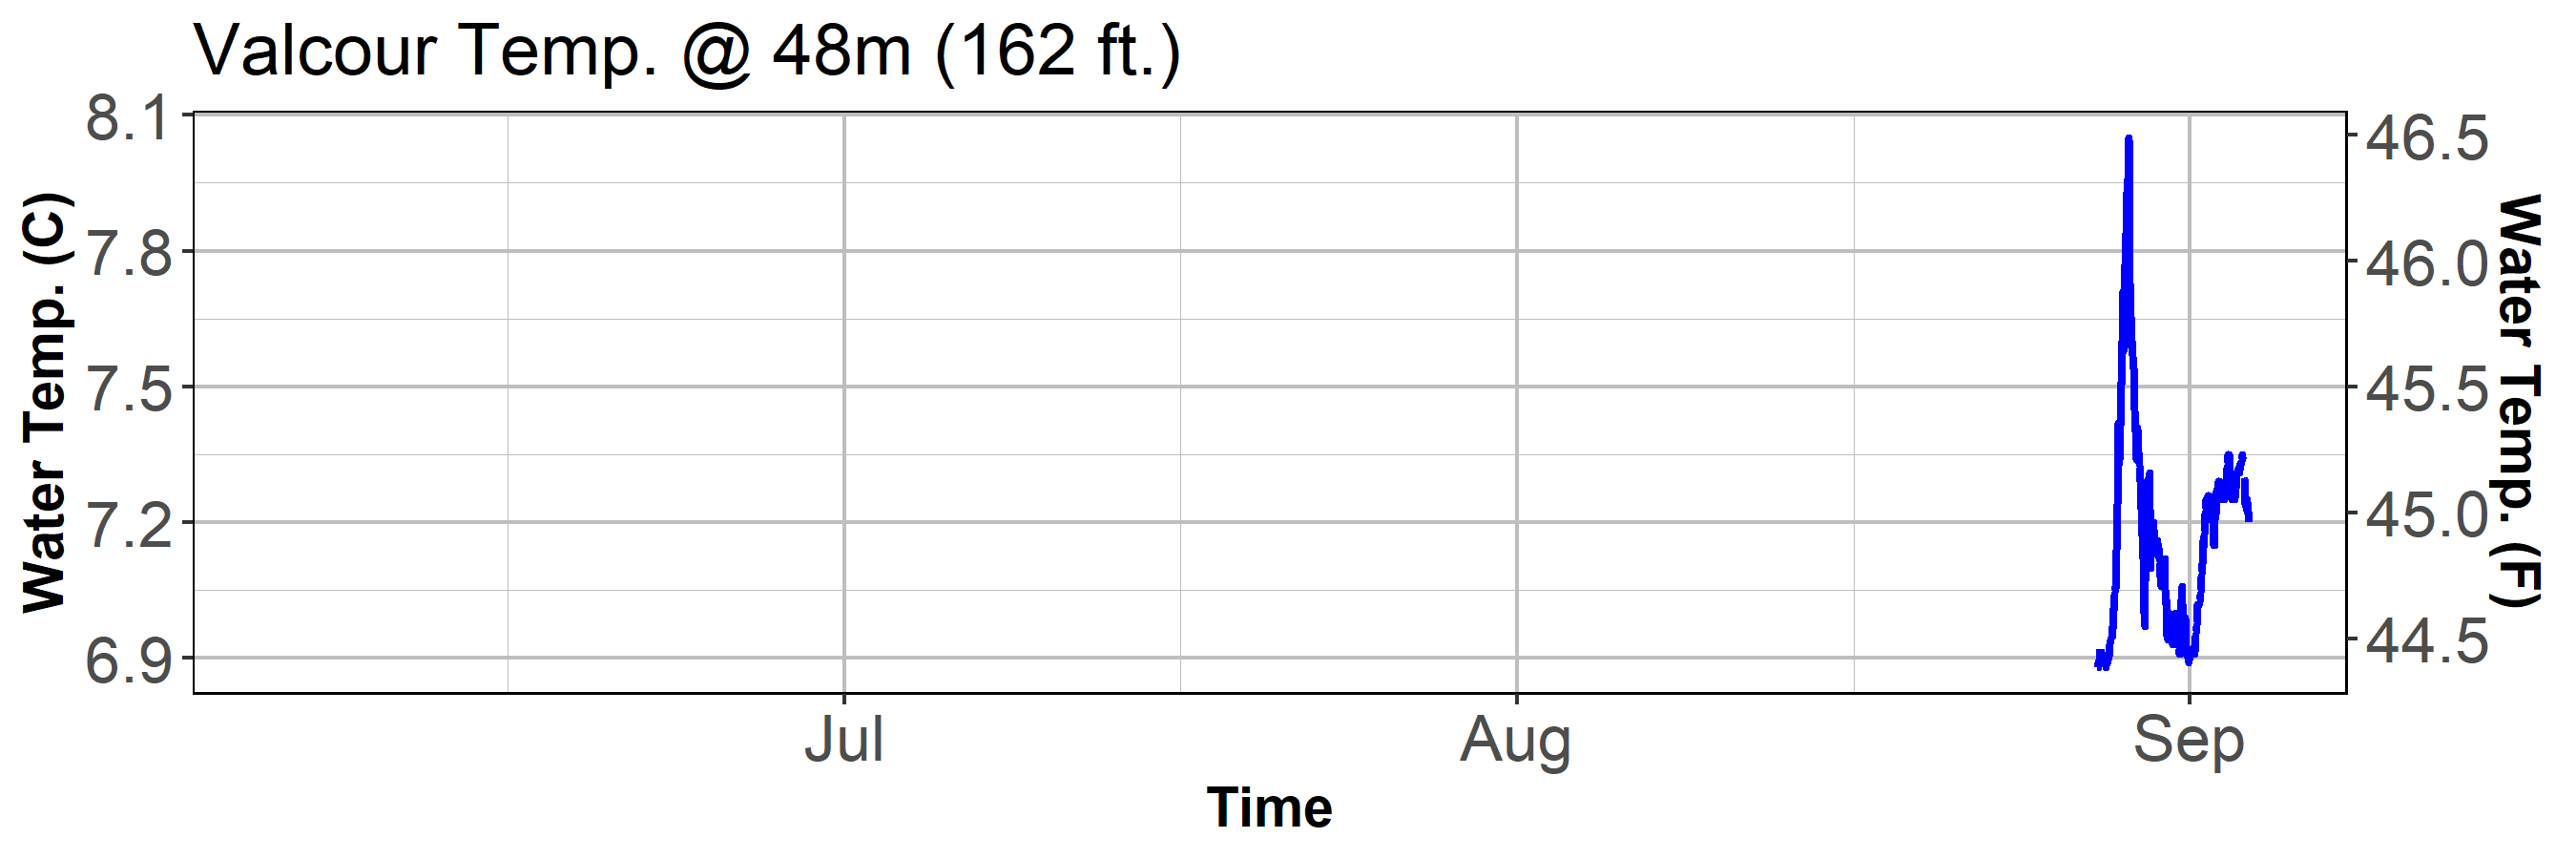 Valcour Temp. @ 48m (162 ft.)
Water Temp. (C)
8.1
7.8
7.5
7.2
6.9
46.5
46.0
45.5
45.0
44.5
Water Temp. (F)
Jul Aug Sep
Time